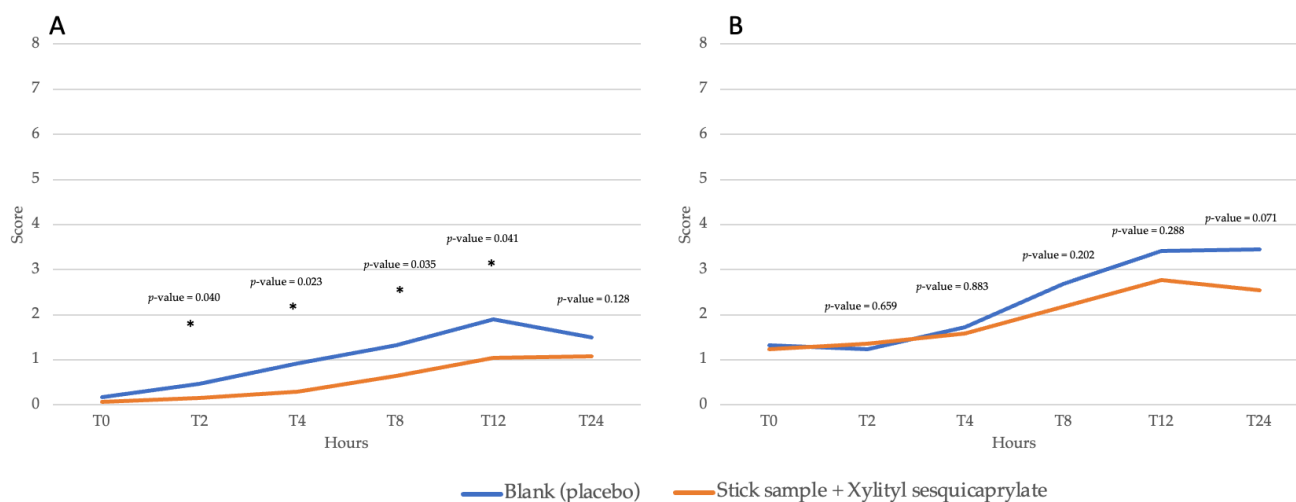 A
8
7
6
5
4
3
2
1
0
Score
p-value = 0.040
*
p-value = 0.023
*
p-value = 0.035
*
p-value = 0.041
*
p-value = 0.128
T0 T2 T4 T8 T12 T24
Hours
B
8
7
6
5
4
3
2
1
0
Score
p-value = 0.659
p-value = 0.883
p-value = 0.202
p-value = 0.288
p-value = 0.071
T0 T2 T4 T8 T12 T24
Hours
Blank (placebo) Stick sample + Xylityl sesquicaprylate